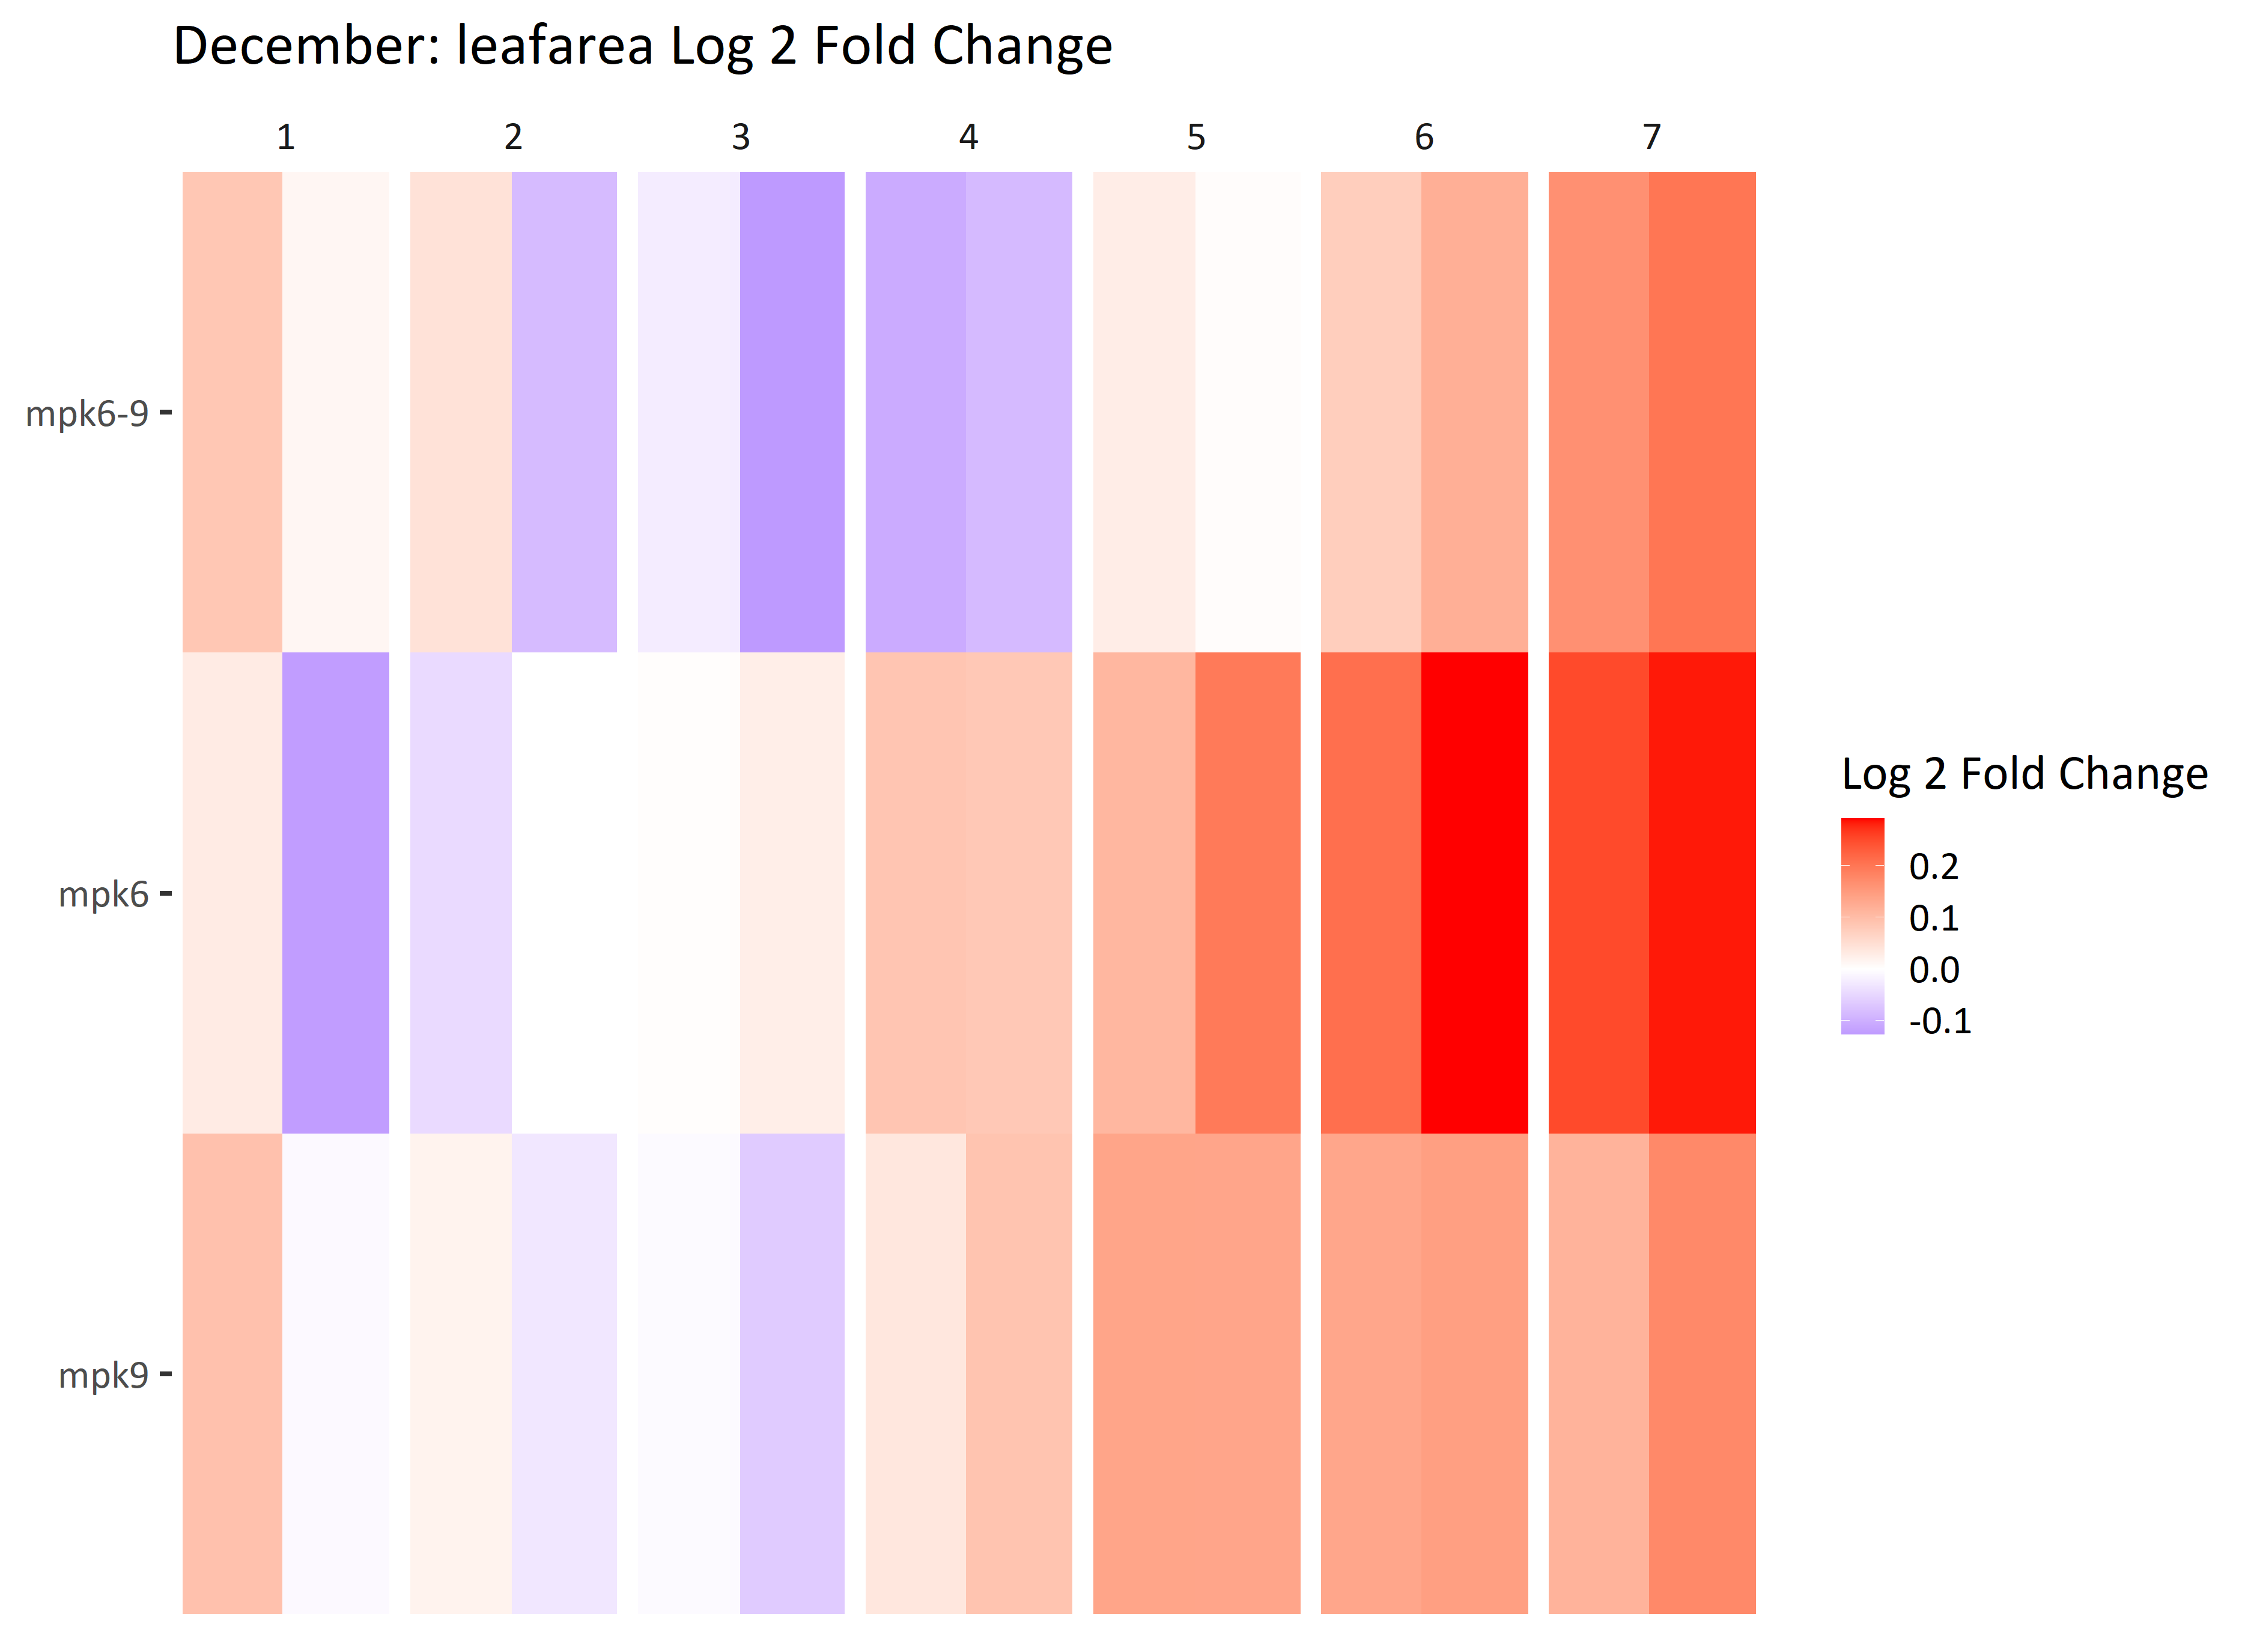 December: leafarea Log 2 Fold Change
1 2 3 4 5 6 7
mpk6-9
mpk6
mpk9
Log 2 Fold Change
0.2
0.1
0.0
-0.1